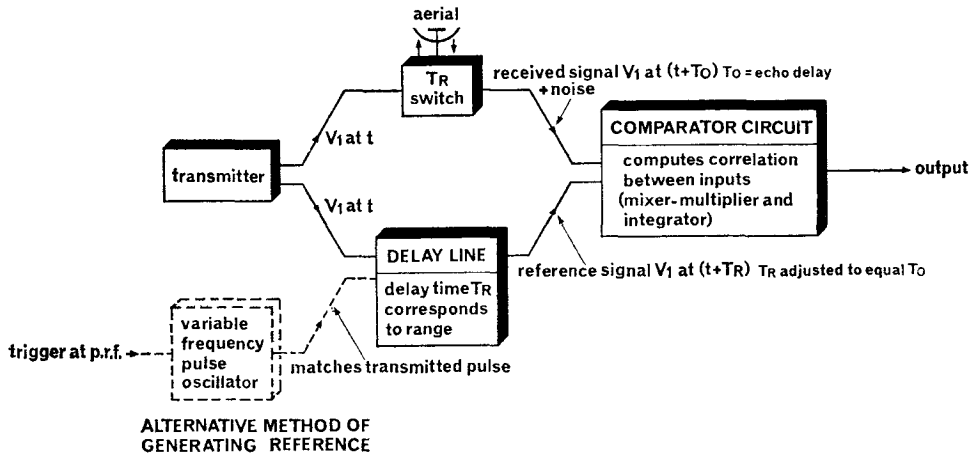 aerial
TR
switch
received signal V1 at (t+TO) TO = echo delay
+noise
V1 at t
COMPARATOR CIRCUIT
computes correlation
between inputs
(mixer-multiplier and
integrator)
output
transmitter
V1 at t
DELAY LINE
delay time TR
corresponds
to range
reference signal V1 at (t+TR) TR adjusted to equal TO
variable
frequency
pulse
oscillator
trigger at p.r.f.
matches transmitted pulse
ALTERNATIVE METHOD OF
GENERATING REFERENCE